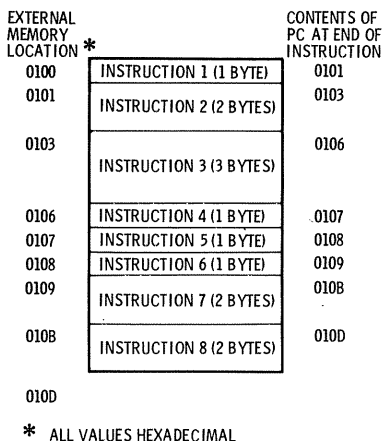 EXTERNAL MEMORY LOCATION *
CONTENTS OF PC AT END OF INSTRUCTION
0100 INSTRUCTION 1 (1 BYTE) 0101
0101 INSTRUCTION 2 (2 BYTES) 0103
0103 INSTRUCTION 3 (3 BYTES) 0106
0106 INSTRUCTION 4 (1 BYTE) 0107
0107 INSTRUCTION 5 (1 BYTE) 0108
0108 INSTRUCTION 6 (1 BYTE) 0109
0109 INSTRUCTION 7 (2 BYTES) 010B
010B INSTRUCTION 8 (2 BYTES) 010D
010D
* ALL VALUES HEXADECIMAL